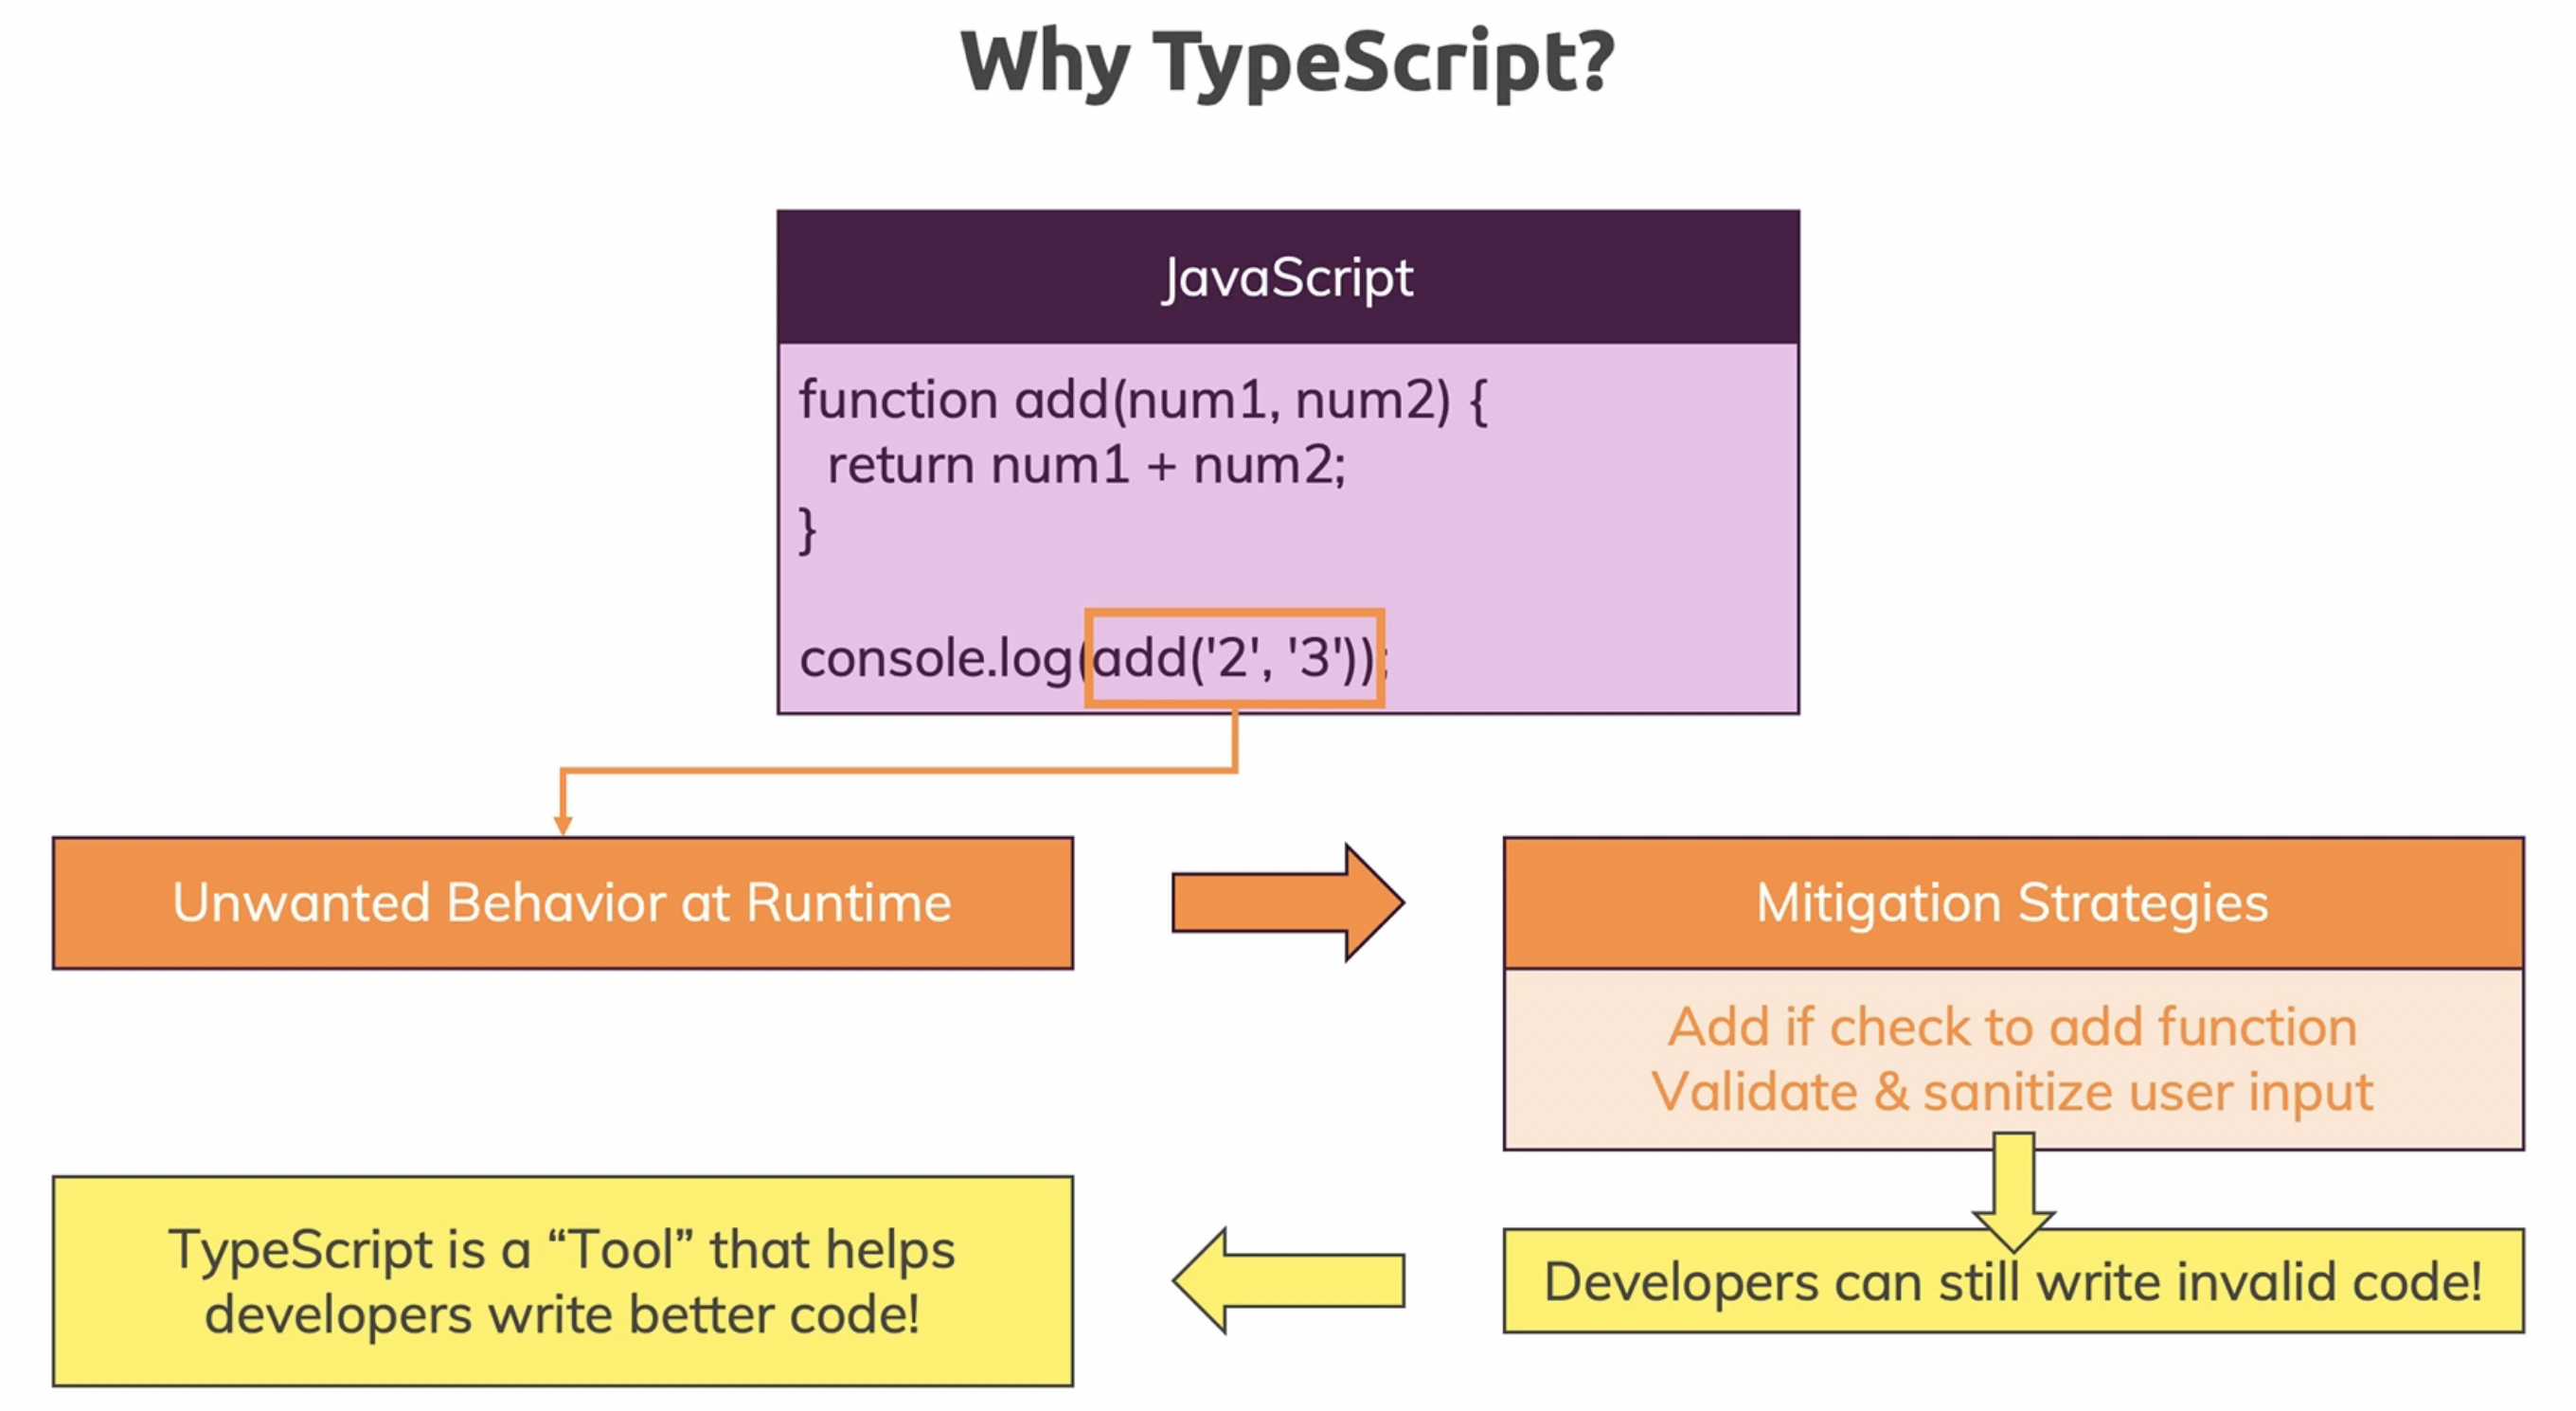 Why TypeScript?
JavaScript
function add(num1, num2) {
  return num1 + num2;
}
console.log(add('2', '3'));
Unwanted Behavior at Runtime
Mitigation Strategies
Add if check to add function
Validate & sanitize user input
Developers can still write invalid code!
TypeScript is a “Tool” that helps
developers write better code!